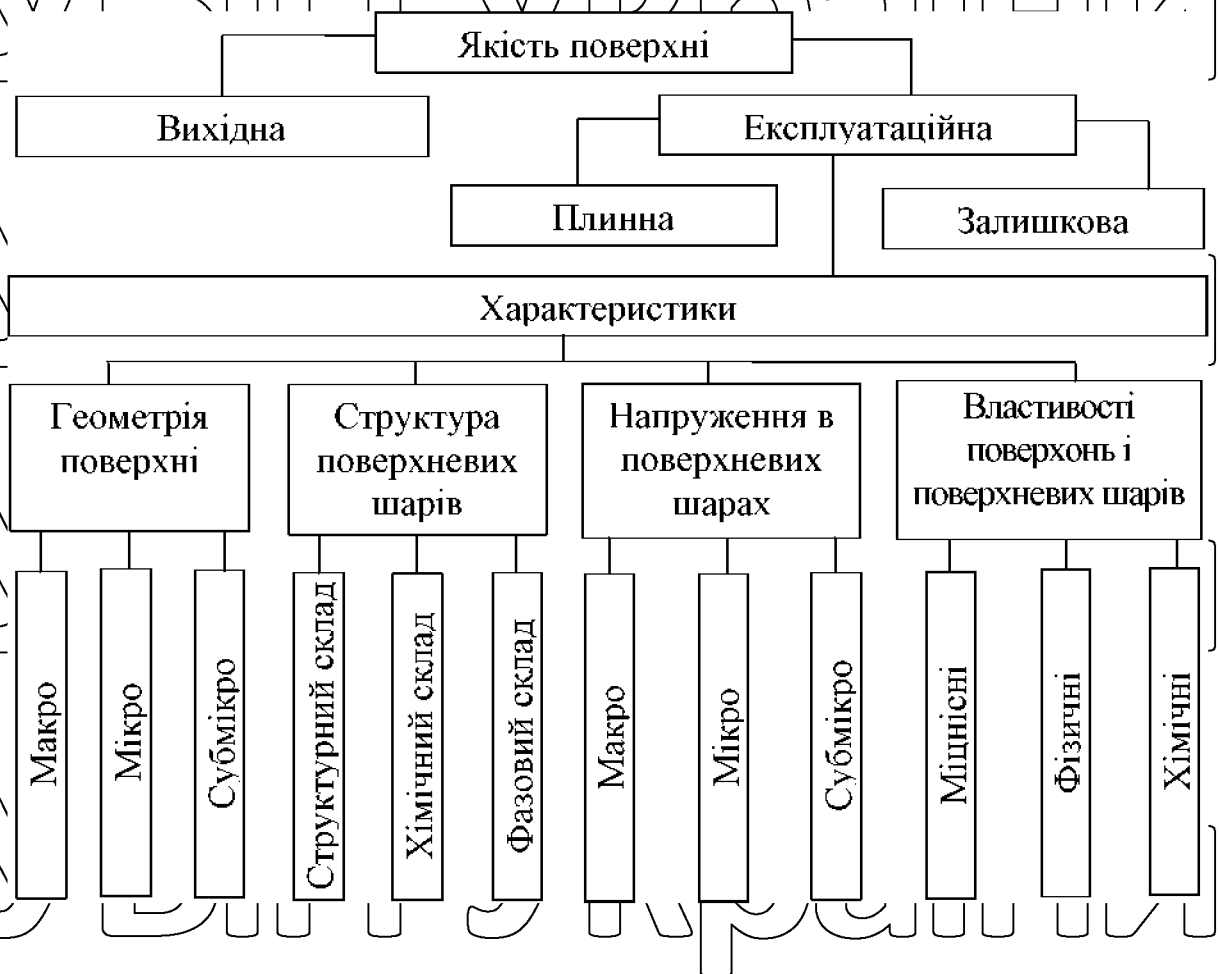 Якість поверхні
Вихідна
Експлуатаційна
Плинна
Залишкова
Характеристики
Геометрія
поверхні
Структура
поверхневих
шарів
Напруження в
поверхневих
шарах
Властивості
поверхонь і
поверхневих шарів
Макро
Мікро
Субмікро
Структурний склад
Хімічний склад
Фазовий склад
Макро
Мікро
Субмікро
Міцнісні
Фізичні
Хімічні